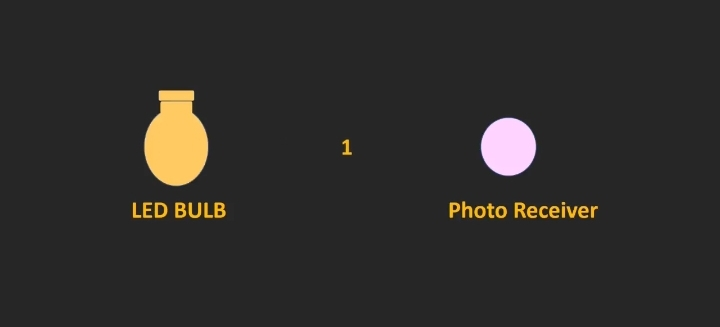 1
LED BULB
Photo Receiver